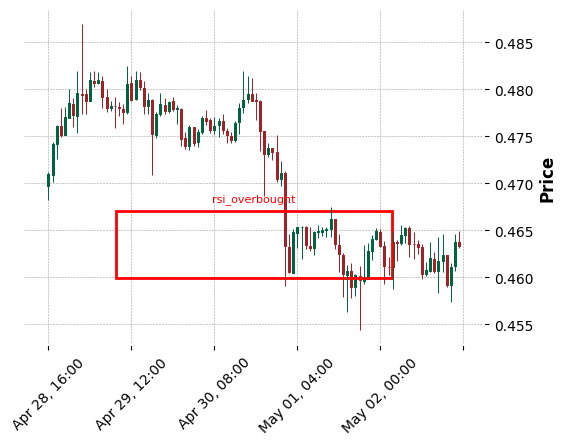 0.485
0.480
0.475
0.470
0.465
0.460
0.455
Price
rsi_overbought
Apr 28, 16:00
Apr 29, 12:00
Apr 30, 08:00
May 01, 04:00
May 02, 00:00